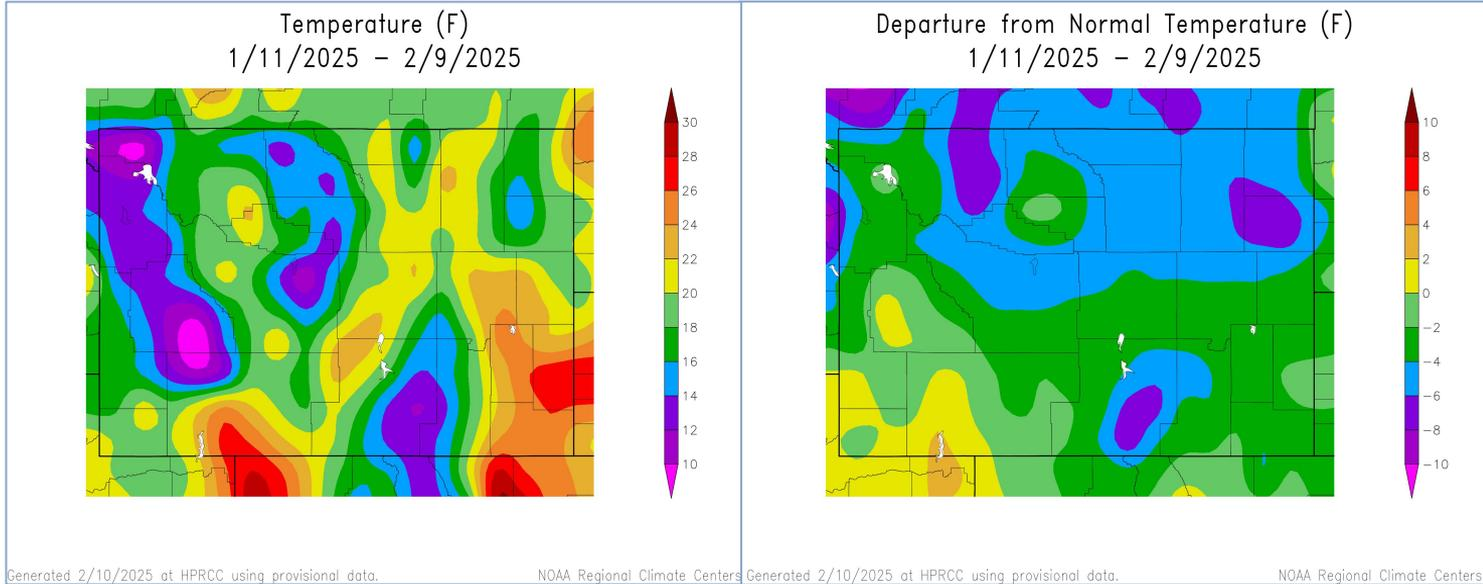 Temperature (F)
1/11/2025 – 2/9/2025
30
28
26
24
22
20
18
16
14
12
10
Generated 2/10/2025 at HPRCC using provisional data.
NOAA Regional Climate Centers
Departure from Normal Temperature (F)
1/11/2025 – 2/9/2025
10
8
6
4
2
0
−2
−4
−6
−8
−10
Generated 2/10/2025 at HPRCC using provisional data.
NOAA Regional Climate Centers